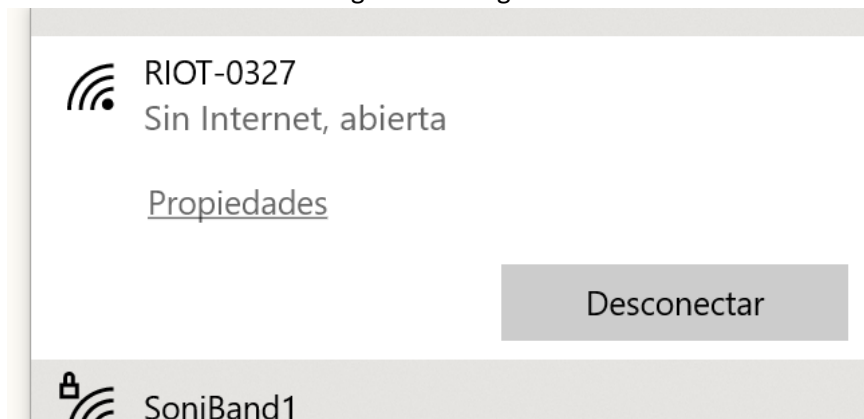 RIOT-0327
Sin Internet, abierta
Propiedades
Desconectar
SoniBand1